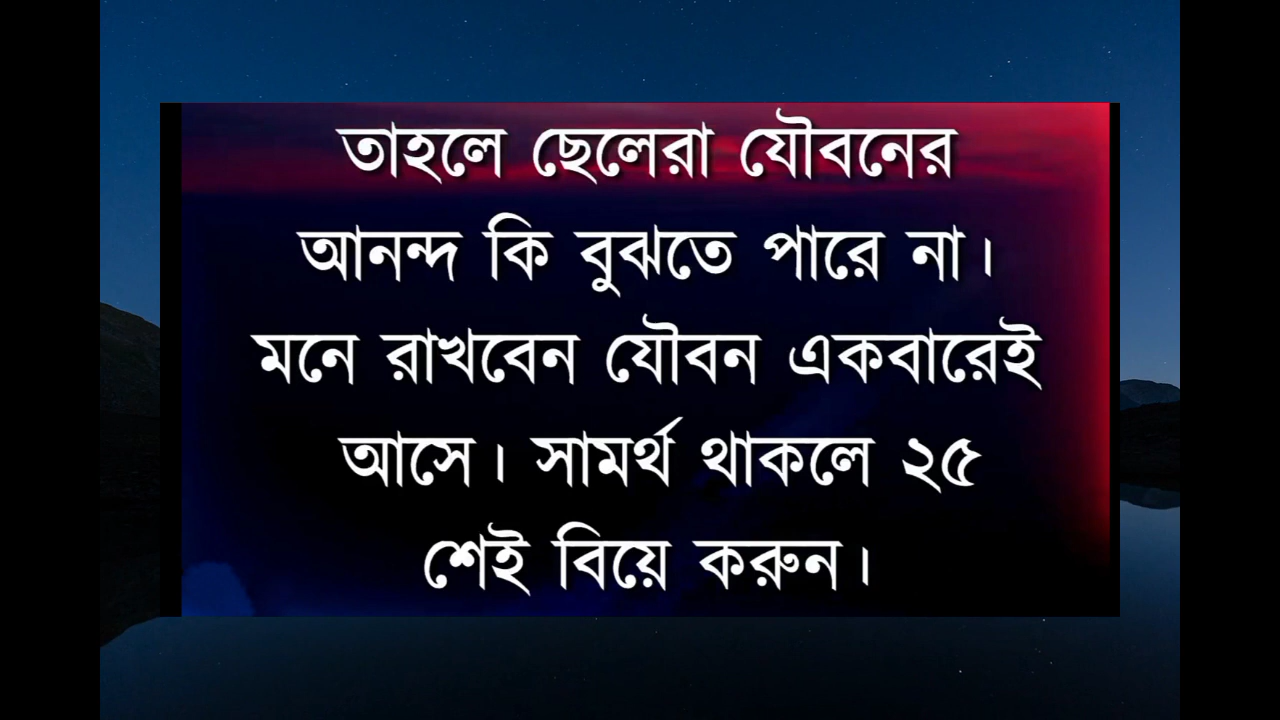 তাহলে ছেলেরা যৌবনের
আনন্দ কি বুঝতে পারে না।
মনে রাখবেন যৌবন একবারেই
আসে। সামর্থ থাকলে ২৫
শেই বিয়ে করুন।